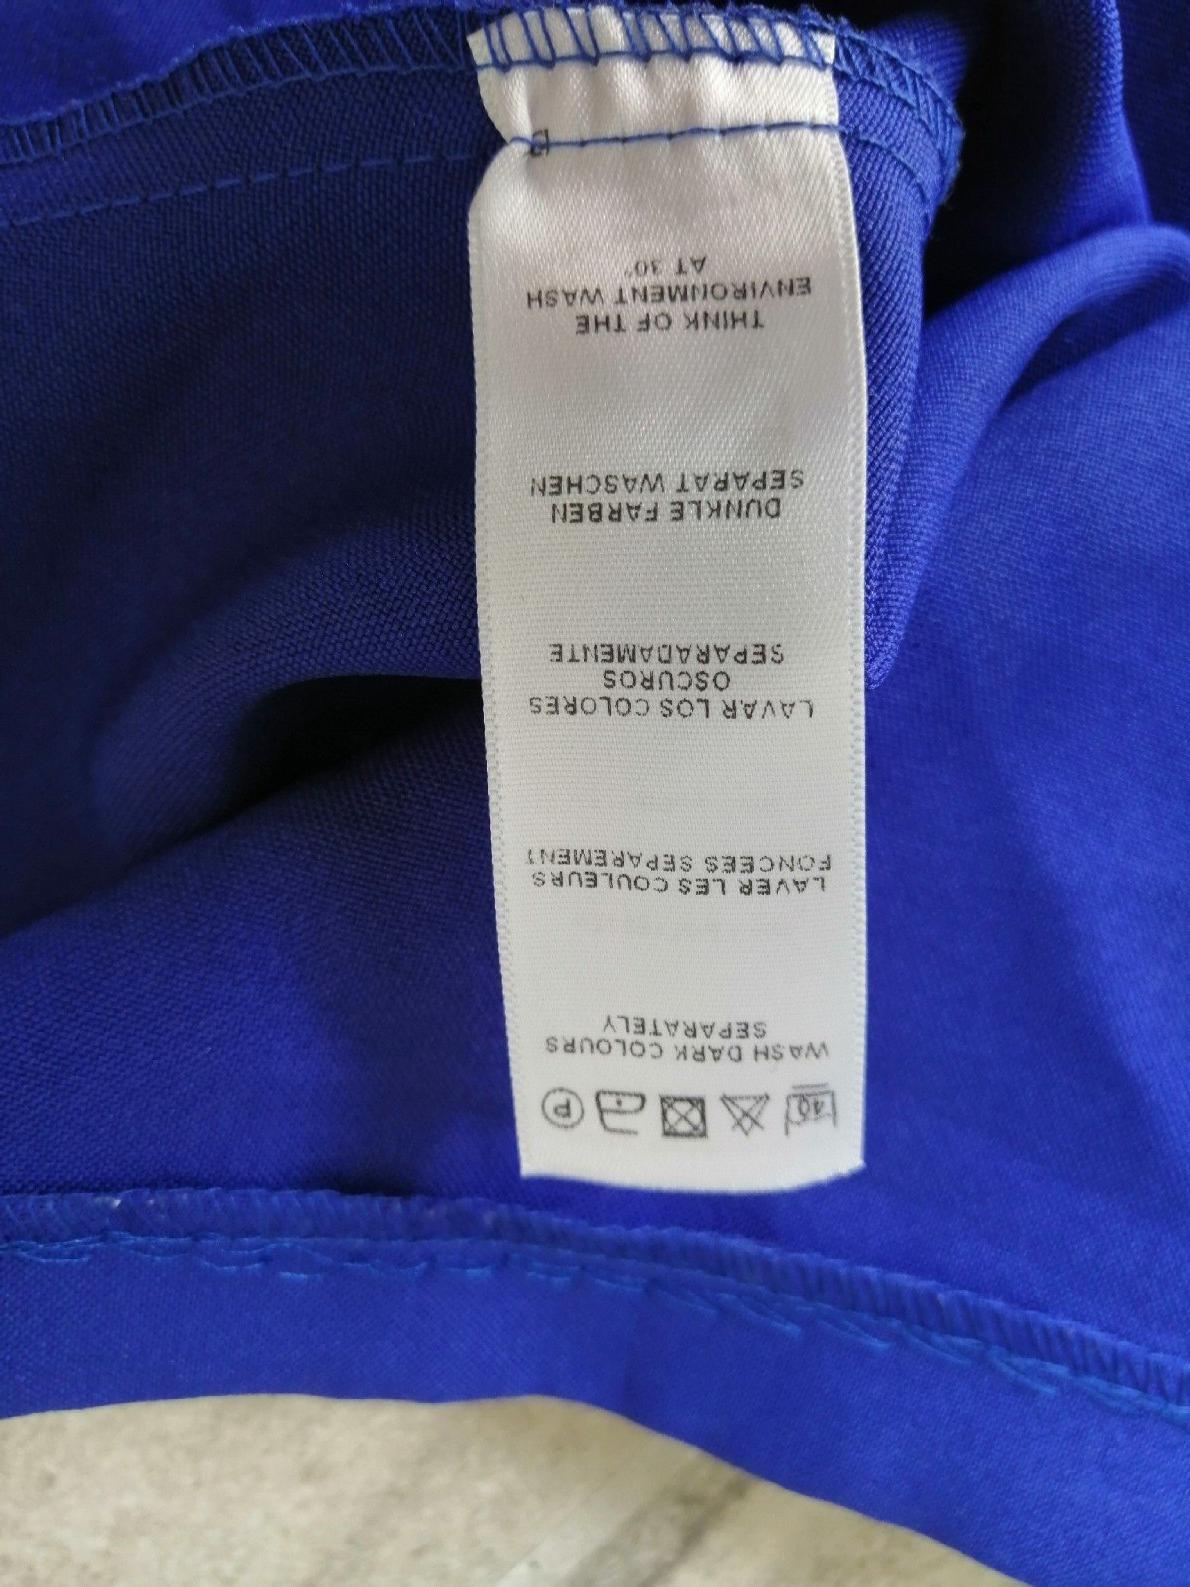 40 P
WASH DARK COLOURS
SEPARATELY
LAVER LES COULEURS
FONCEES SEPAREMENT
LAVAR LOS COLORES
OSCUROS
SEPARADAMENTE
DUNKLE FARBEN
SEPARAT WASCHEN
THINK OF THE
ENVIRONMENT WASH
AT 30°